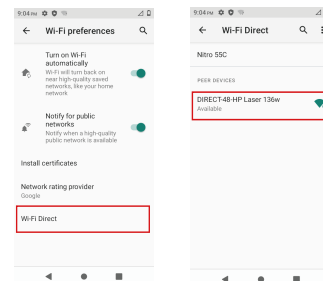 9:04 PM
Wi-Fi preferences
Turn on Wi-Fi
automatically
Wi-Fi will turn back on
near high-quality saved
networks, like your home
network
Notify for public
networks
Notify when a high-quality
public network is available
Install certificates
Network rating provider
Google
Wi-Fi Direct
9:04 PM
Wi-Fi Direct
Nitro 55C
PEER DEVICES
DIRECT-48-HP Laser 136w
Available